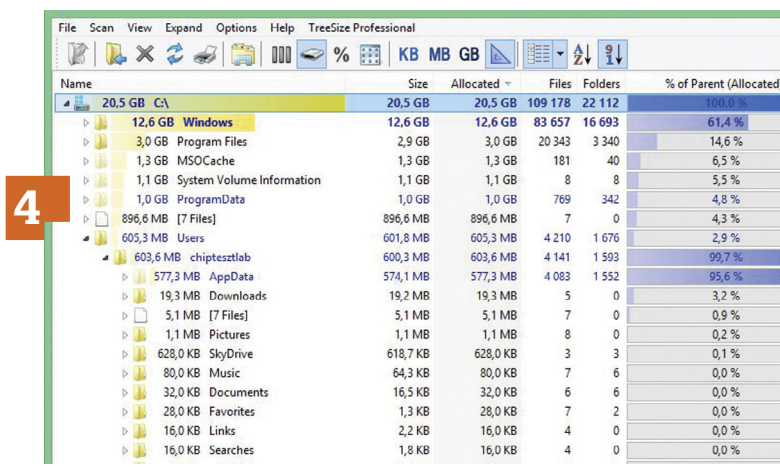 File Scan View Expand Options Help TreeSize Professional
% KB MB GB A Z 9 1
Name Size Allocated Files Folders % of Parent (Allocated)
20,5 GB C:\ 20,5 GB 20,5 GB 109 178 22 112 100,0 %
12,6 GB Windows 12,6 GB 12,6 GB 83 657 16 693 61,4 %
3,0 GB Program Files 2,9 GB 3,0 GB 20 343 3 340 14,6 %
1,3 GB MSOCache 1,3 GB 1,3 GB 181 40 6,5 %
1,1 GB System Volume Information 1,1 GB 1,1 GB 8 8 5,5 %
1,0 GB ProgramData 1,0 GB 1,0 GB 769 342 4,8 %
4
896,6 MB [7 Files] 896,6 MB 896,6 MB 7 0 4,3 %
605,3 MB Users 601,8 MB 605,3 MB 4 210 1 676 2,9 %
603,6 MB chiptesztlab 600,3 MB 603,6 MB 4 141 1 593 99,7 %
577,3 MB AppData 574,1 MB 577,3 MB 4 083 1 552 95,6 %
19,3 MB Downloads 19,2 MB 19,3 MB 5 0 3,2 %
5,1 MB [7 Files] 5,1 MB 5,1 MB 7 0 0,9 %
1,1 MB Pictures 1,1 MB 1,1 MB 8 0 0,2 %
628,0 KB SkyDrive 618,7 KB 628,0 KB 3 3 0,1 %
80,0 KB Music 64,3 KB 80,0 KB 7 6 0,0 %
32,0 KB Documents 16,5 KB 32,0 KB 6 6 0,0 %
28,0 KB Favorites 1,3 KB 28,0 KB 7 2 0,0 %
16,0 KB Links 2,2 KB 16,0 KB 4 0 0,0 %
16,0 KB Searches 1,8 KB 16,0 KB 4 0 0,0 %